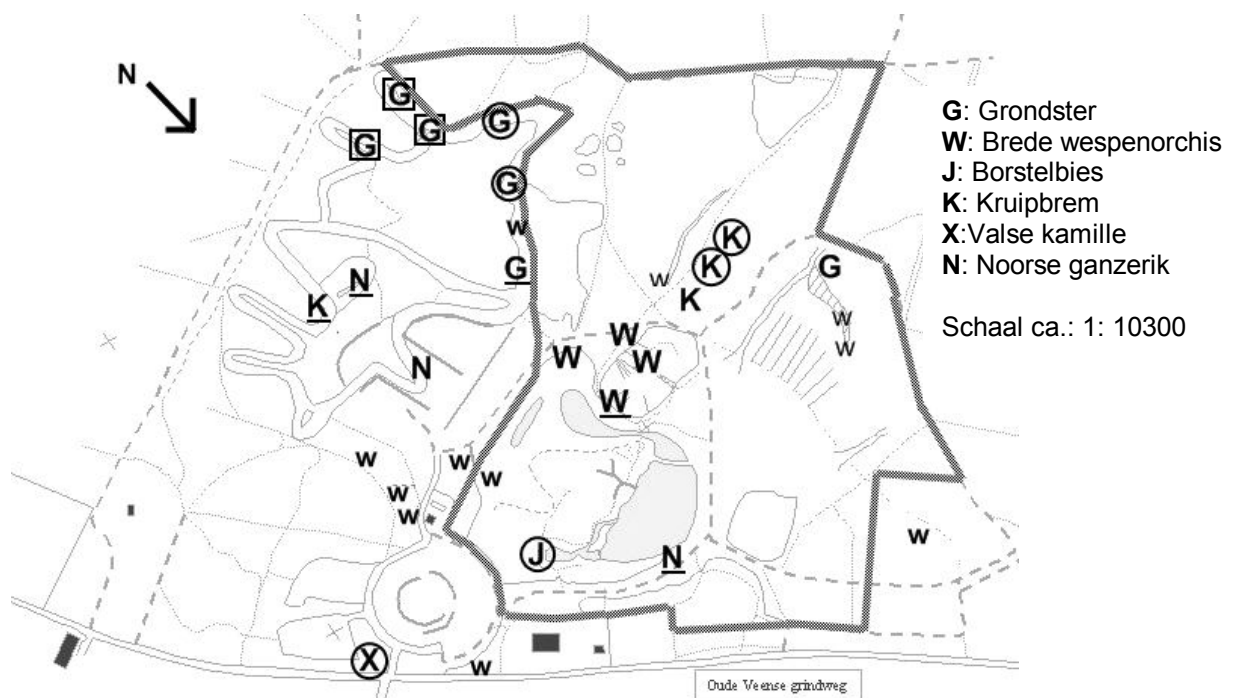 N
G
G
G
G
G
w
K
K
G
G
w
N
K
K
w
W
w
W
W
N
W
w
w
w
w
w
w
J
N
X
w
Oude Veense grindweg
G: Grondster
W: Brede wespenorchis
J: Borstelbies
K: Kruipbrem
X:Valse kamille
N: Noorse ganzerik
Schaal ca.: 1: 10300